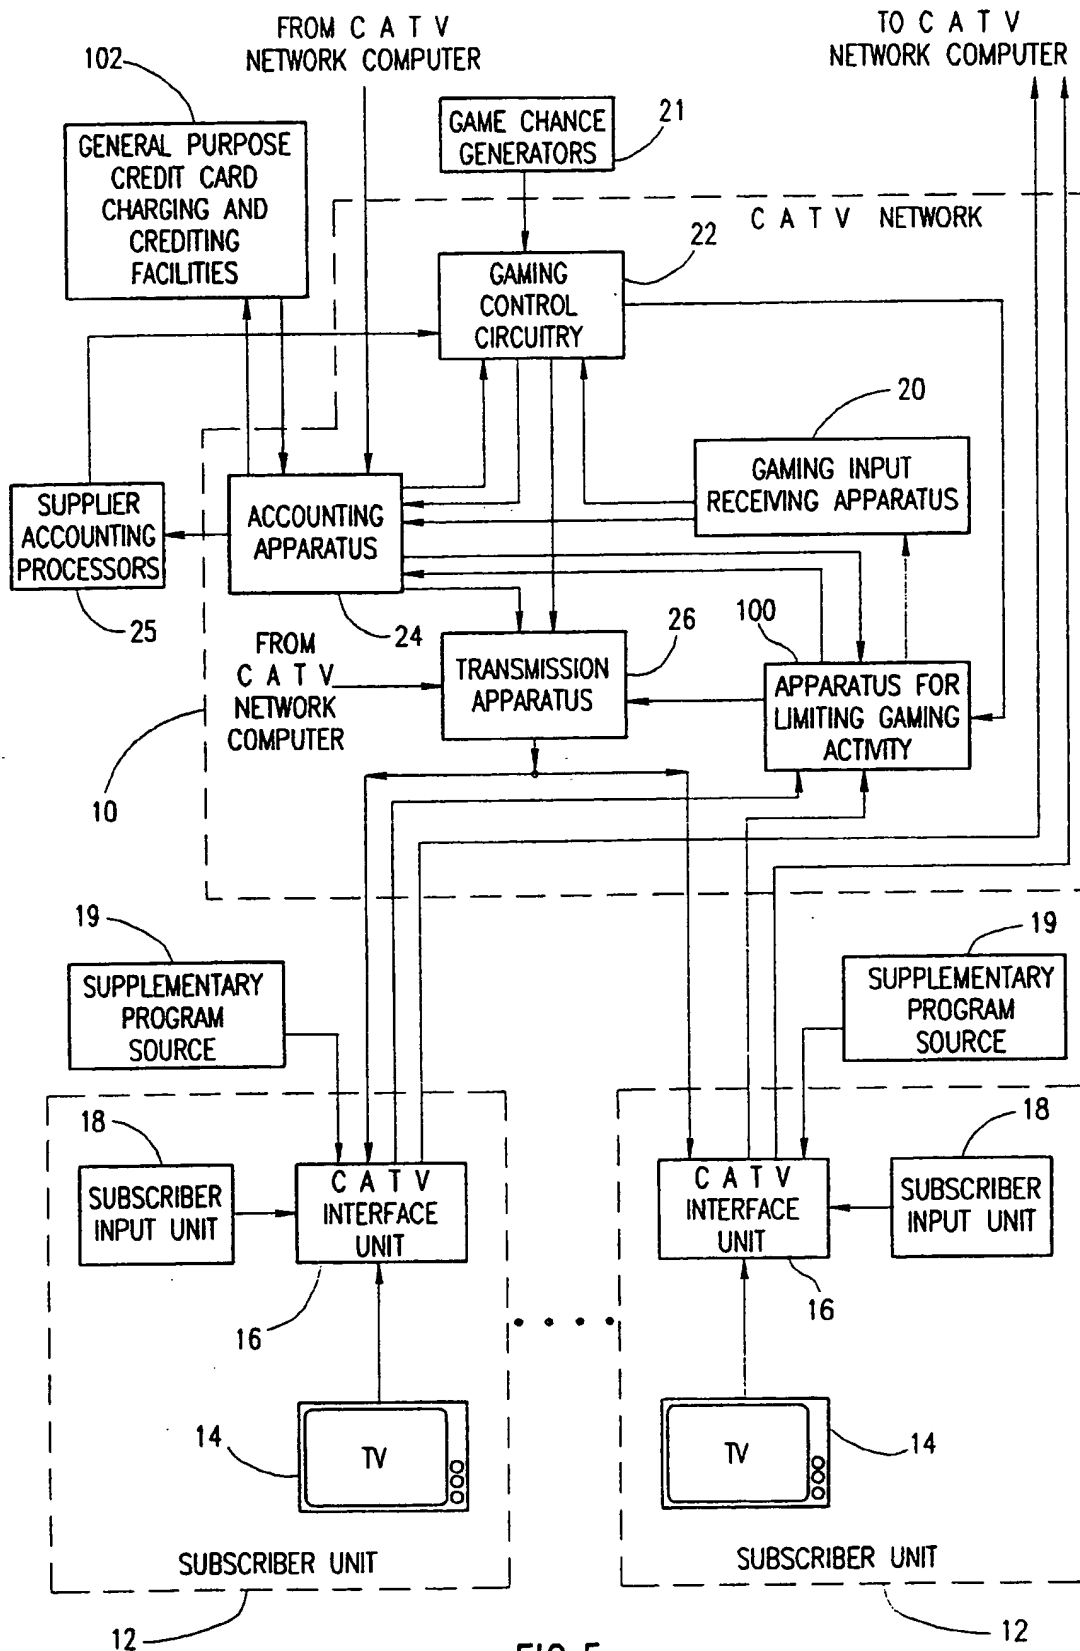 FROM C A T V
NETWORK COMPUTER
TO C A T V
NETWORK COMPUTER
102
GENERAL PURPOSE
CREDIT CARD
CHARGING AND
CREDITING
FACILITIES
GAME CHANCE
GENERATORS
21
C A T V NETWORK
22
GAMING
CONTROL
CIRCUITRY
20
GAMING INPUT
RECEIVING APPARATUS
SUPPLIER
ACCOUNTING
PROCESSORS
25
ACCOUNTING
APPARATUS
24
FROM
C A T V
NETWORK
COMPUTER
10
TRANSMISSION
APPARATUS
26
100
APPARATUS FOR
LIMITING GAMING
ACTIVITY
19
SUPPLEMENTARY
PROGRAM
SOURCE
19
SUPPLEMENTARY
PROGRAM
SOURCE
18
SUBSCRIBER
INPUT UNIT
C A T V
INTERFACE
UNIT
16
14
TV
SUBSCRIBER UNIT
12
C A T V
INTERFACE
UNIT
16
18
SUBSCRIBER
INPUT UNIT
TV
14
SUBSCRIBER UNIT
12